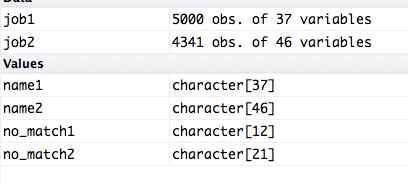 Data
job1 5000 obs. of 37 variables
job2 4341 obs. of 46 variables
Values
name1 character[37]
name2 character[46]
no_match1 character[12]
no_match2 character[21]